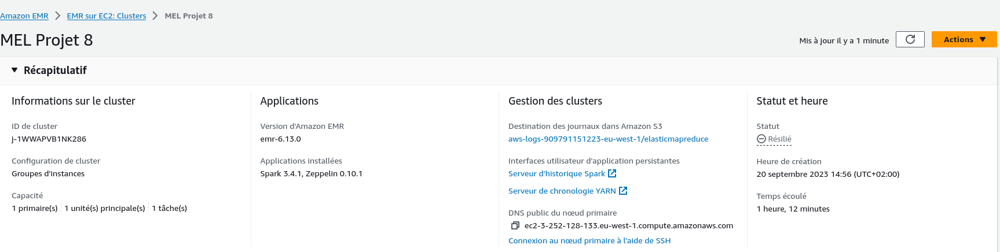 Amazon EMR
EMR sur EC2: Clusters
MEL Projet 8
MEL Projet 8
Mis à jour il y a 1 minute
Actions
Récapitulatif
Informations sur le cluster
ID de cluster
j-1WWAPVB1NK286
Configuration de cluster
Groupes d'instances
Capacité
1 primaire(s)
1 unité(s) principale(s)
1 tâche(s)
Applications
Version d'Amazon EMR
emr-6.13.0
Applications installées
Spark 3.4.1, Zeppelin 0.10.1
Gestion des clusters
Destination des journaux dans Amazon S3
aws-logs-909791151223-eu-west-1/elasticmapreduce
Interfaces utilisateur d'application persistantes
Serveur d'historique Spark
Serveur de chronologie YARN
DNS public du nœud primaire
ec2-3-252-128-133.eu-west-1.compute.amazonaws.com
Connexion au nœud primaire à l'aide de SSH
Statut et heure
Statut
Résilié
Heure de création
20 septembre 2023 14:56 (UTC+02:00)
Temps écoulé
1 heure, 12 minutes